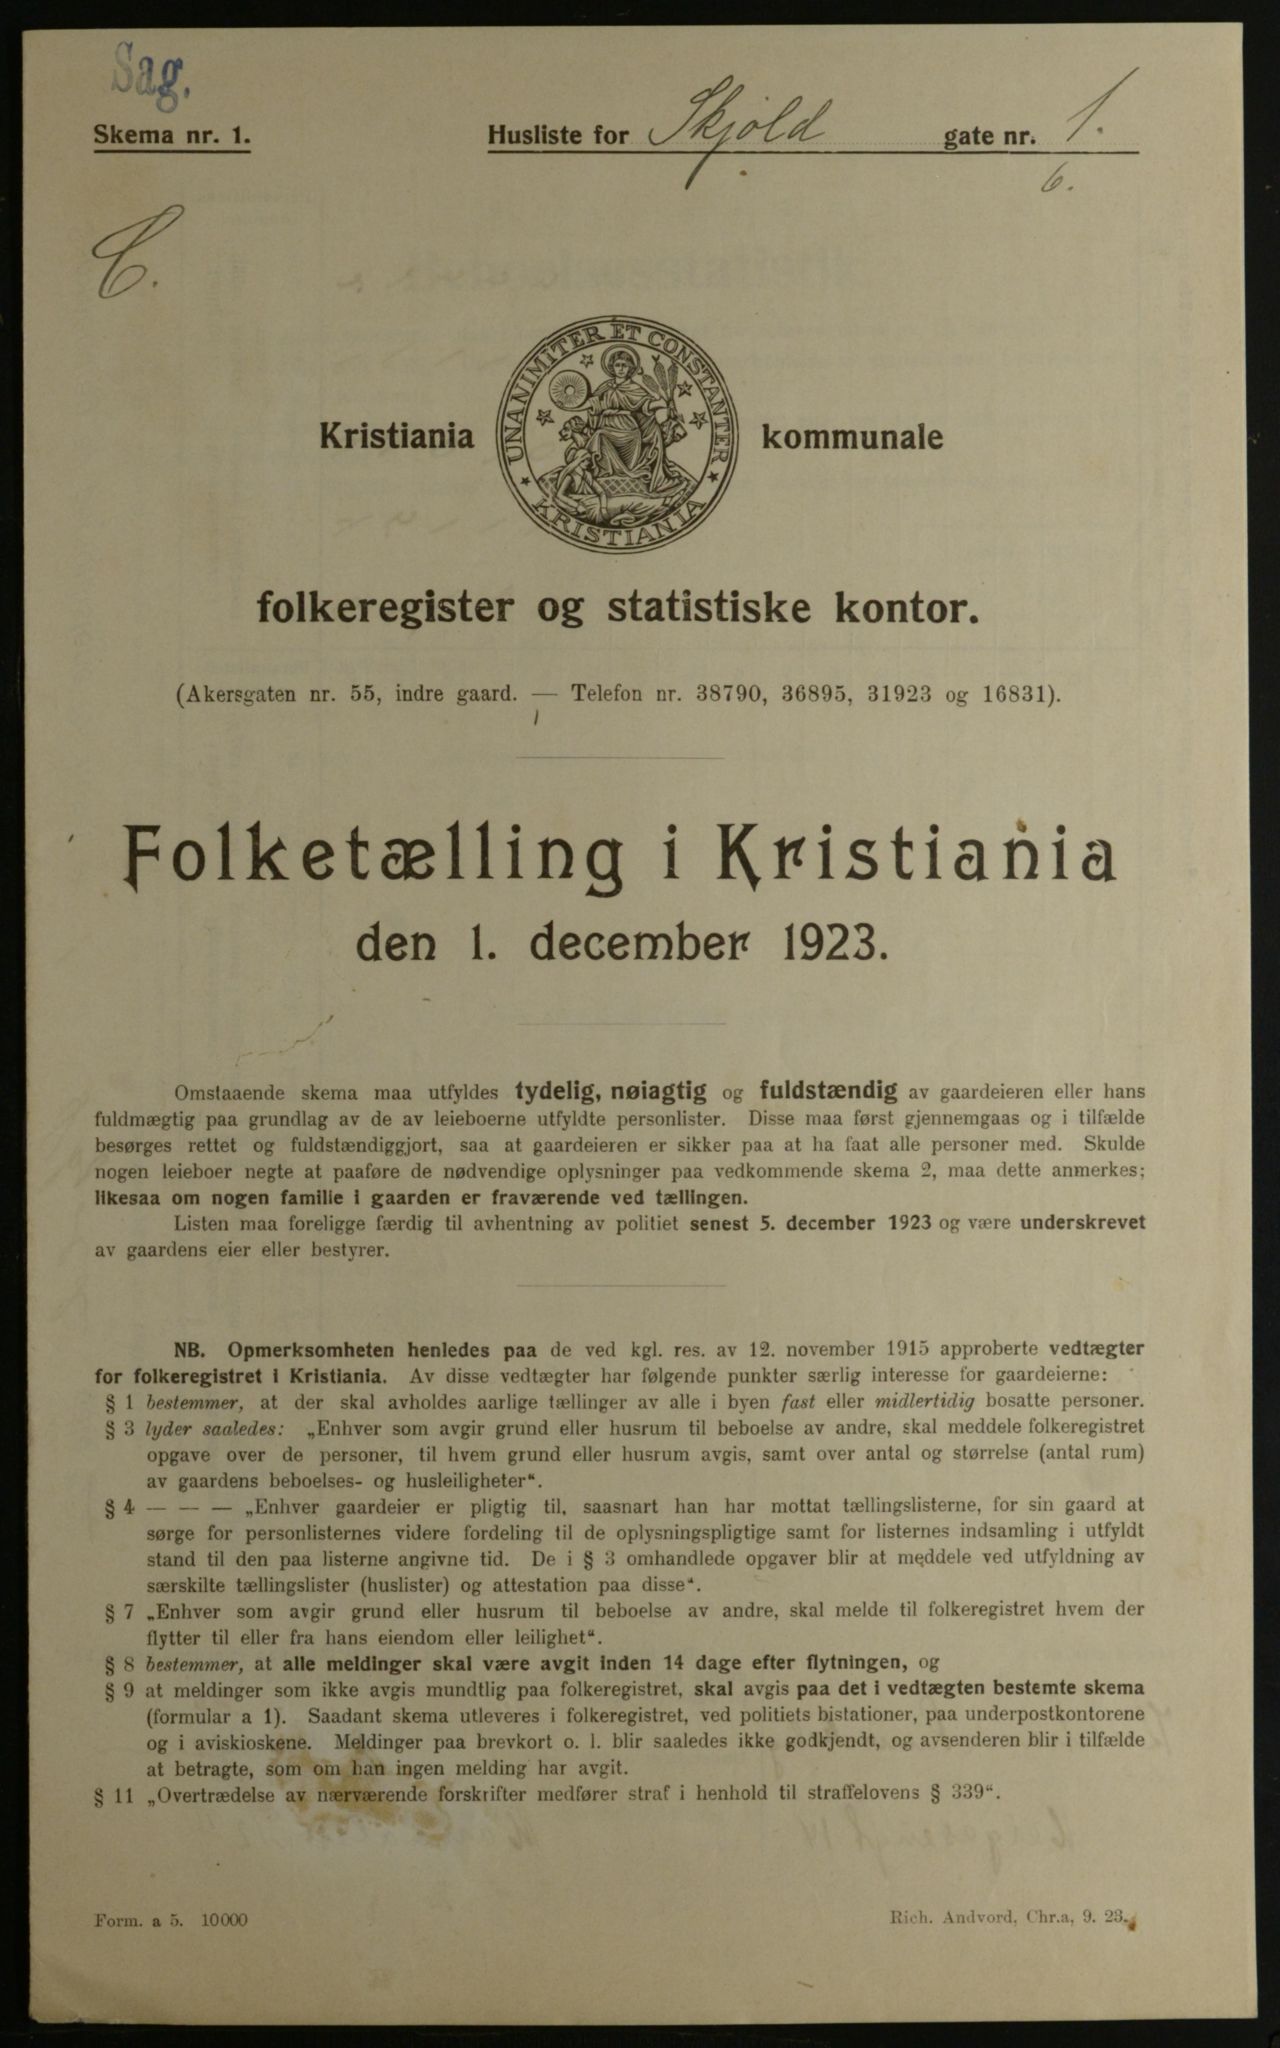 Sag.
Skema nr. 1.
Husliste for Skjold gate nr. 1.
6.
C.
UNANIMITER ET CONSTANTER
KRISTIANIA
Kristiania kommunale
folkeregister og statistiske kontor.
(Akersgaten nr. 55, indre gaard. — Telefon nr. 38790, 36895, 31923 og 16831).
Folketælling i Kristiania
den 1. december 1923.
Omstaaende skema maa utfyldes tydelig, nøiagtig og fuldstændig av gaardeieren eller hans
fuldmægtig paa grundlag av de av leieboerne utfyldte personlister. Disse maa først gjennemgaas og i tilfælde
besørges rettet og fuldstændiggjort, saa at gaardeieren er sikker paa at ha faat alle personer med. Skulde
nogen leieboer negte at paaføre de nødvendige oplysninger paa vedkommende skema 2, maa dette anmerkes;
likesaa om nogen familie i gaarden er fraværende ved tællingen.
Listen maa foreligge færdig til avhentning av politiet senest 5. december 1923 og være underskrevet
av gaardens eier eller bestyrer.
NB. Opmerksomheten henledes paa de ved kgl. res. av 12. november 1915 approberte vedtægter
for folkeregistret i Kristiania. Av disse vedtægter har følgende punkter særlig interesse for gaardeierne:
§ 1 bestemmer, at der skal avholdes aarlige tællinger av alle i byen fast eller midlertidig bosatte personer.
§ 3 lyder saaledes: „Enhver som avgir grund eller husrum til beboelse av andre, skal meddele folkeregistret
opgave over de personer, til hvem grund eller husrum avgis, samt over antal og størrelse (antal rum)
av gaardens beboelses- og husleiligheter“.
§ 4 — — — „Enhver gaardeier er pligtig til, saasnart han har mottat tællingslisterne, for sin gaard at
sørge for personlisternes videre fordeling til de oplysningspligtige samt for listernes indsamling i utfyldt
stand til den paa listerne angivne tid. De i § 3 omhandlede opgaver blir at meddele ved utfyldning av
særskilte tællingslister (huslister) og attestation paa disse“.
§ 7 „Enhver som avgir grund eller husrum til beboelse av andre, skal melde til folkeregistret hvem der
flytter til eller fra hans eiendom eller leilighet“.
§ 8 bestemmer, at alle meldinger skal være avgit inden 14 dage efter flytningen, og
§ 9 at meldinger som ikke avgis mundtlig paa folkeregistret, skal avgis paa det i vedtægten bestemte skema
(formular a 1). Saadant skema utleveres i folkeregistret, ved politiets bistationer, paa underpostkontorene
og i aviskioskene. Meldinger paa brevkort o. l. blir saaledes ikke godkjendt, og avsenderen blir i tilfælde
at betragte, som om han ingen melding har avgit.
§ 11 „Overtrædelse av nærværende forskrifter medfører straf i henhold til straffelovens § 339“.
Form. a 5. 10000
Rich. Andvord, Chr.a, 9. 23.